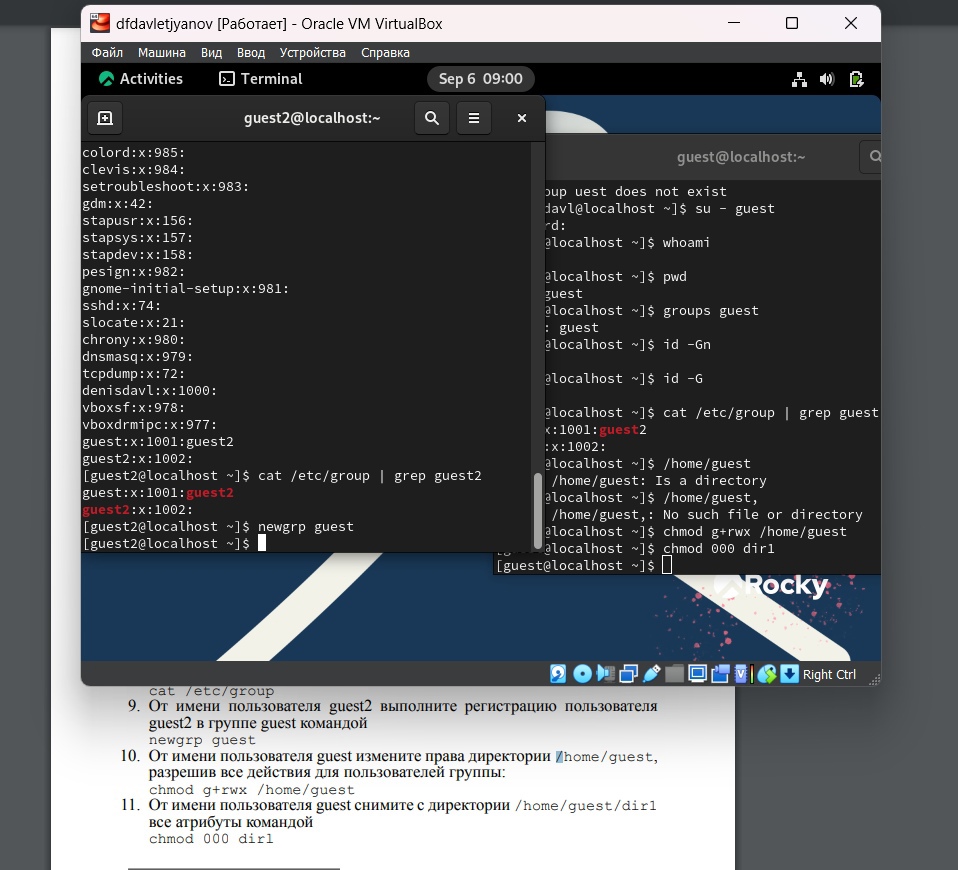 dfdavletjyanov [Работает] - Oracle VM VirtualBox
Файл Машина Вид Ввод Устройства Справка
Activities Terminal Sep 6 09:00
guest2@localhost:~
colord:x:985:
clevis:x:984:
setroubleshoot:x:983:
gdm:x:42:
stapusr:x:156:
stapsys:x:157:
stapdev:x:158:
pesign:x:982:
gnome-initial-setup:x:981:
sshd:x:74:
slocate:x:21:
chrony:x:980:
dnsmasq:x:979:
tcpdump:x:72:
denisdavl:x:1000:
vboxsf:x:978:
vboxdrmipc:x:977:
guest:x:1001:guest2
guest2:x:1002:
[guest2@localhost ~]$ cat /etc/group | grep guest2
guest:x:1001:guest2
guest2:x:1002:
[guest2@localhost ~]$ newgrp guest
[guest2@localhost ~]$
guest@localhost:~
oup uest does not exist
davl@localhost ~]$ su - guest
rd:
@localhost ~]$ whoami
@localhost ~]$ pwd
guest
@localhost ~]$ groups guest
: guest
@localhost ~]$ id -Gn
@localhost ~]$ id -G
@localhost ~]$ cat /etc/group | grep guest
x:1001:guest2
:x:1002:
@localhost ~]$ /home/guest
/home/guest: Is a directory
@localhost ~]$ /home/guest,
/home/guest,: No such file or directory
@localhost ~]$ chmod g+rwx /home/guest
@localhost ~]$ chmod 000 dir1
[guest@localhost ~]$
Rocky
Right Ctrl
cat /etc/group
9. От имени пользователя guest2 выполните регистрацию пользователя
guest2 в группе guest командой
newgrp guest
10. От имени пользователя guest измените права директории /home/guest,
разрешив все действия для пользователей группы:
chmod g+rwx /home/guest
11. От имени пользователя guest снимите с директории /home/guest/dir1
все атрибуты командой
chmod 000 dir1